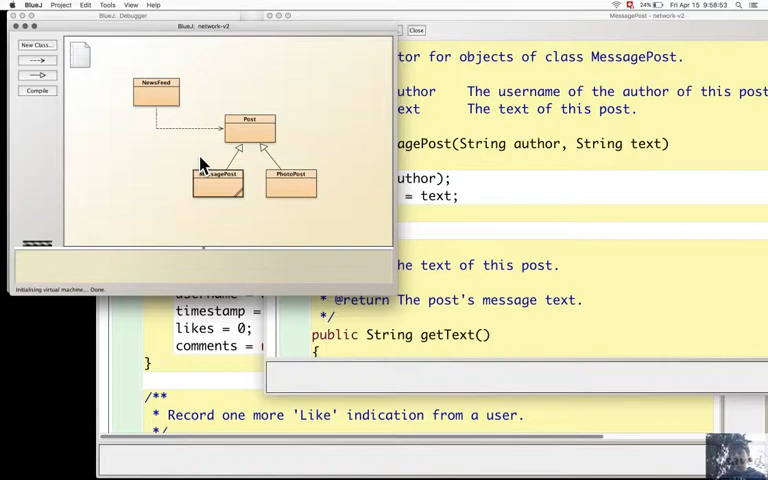 BlueJ Project Edit Tools View Help 24% Fri Apr 15 9:58:53
BlueJ: Debugger
MessagePost - network-v2
BlueJ: network-v2
New Class...
Compile
NewsFeed
Post
PhotoPost
Initialising virtual machine... Done.
Close
tor for objects of class MessagePost.
uthor The username of the author of this post
ext The text of this post.
agePost(String author, String text)
uthor);
= text;
the text of this post.
* @return The post's message text.
*/
public String getText()
{
timestamp =
likes = 0;
comments =
}
/**
* Record one more 'Like' indication from a user.
*/